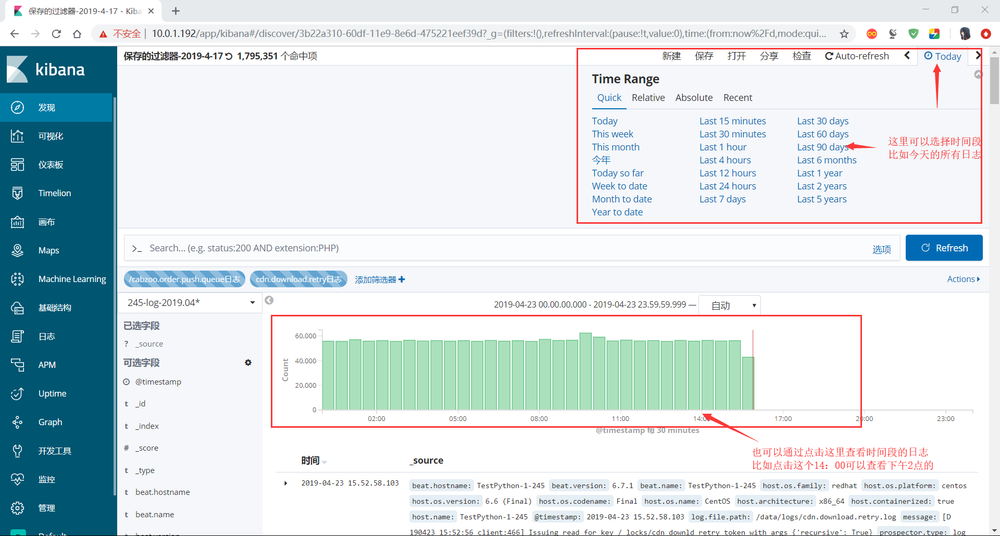 保存的过滤器-2019-4-17 - Kiba
不安全 | 10.0.1.192/app/kibana#/discover/3b22a310-60df-11e9-8e6d-475221eef39d?_g=(filters:!(),refreshInterval:(pause:!t,value:0),time:(from:now%2Fd,mode:qui...
kibana
发现
可视化
仪表板
Timelion
画布
Maps
Machine Learning
基础结构
日志
APM
Uptime
Graph
开发工具
监控
管理
Default
保存的过滤器-2019-4-17 1,795,351 个命中项
新建 保存 打开 分享 检查 Auto-refresh Today
Time Range
Quick Relative Absolute Recent
Today Last 15 minutes Last 30 days
This week Last 30 minutes Last 60 days
This month Last 1 hour Last 90 days
今年 Last 4 hours Last 6 months
Today so far Last 12 hours Last 1 year
Week to date Last 24 hours Last 2 years
Month to date Last 7 days Last 5 years
Year to date
这里可以选择时间段
比如今天的所有日志
>_ Search... (e.g. status:200 AND extension:PHP) 选项 Refresh
/cabzoo.order.push.queue日志 cdn.download.retry日志 添加筛选器 Actions
245-log-2019.04*
已选字段
? _source
可选字段
@timestamp
t _id
t _index
# _score
t _type
t beat.hostname
t beat.name
beat.version
2019-04-23 00.00.00.000 - 2019-04-23 23.59.59.999 — 自动
Count
60,000
40,000
20,000
0
02:00 05:00 08:00 11:00 14:00 17:00 20:00 23:00
@timestamp 每 30 minutes
也可以通过点击这里查看时间段的日志
比如点击这个14：00可以查看下午2点的
时间 _source
2019-04-23 15.52.58.103 beat.hostname: TestPython-1-245 beat.version: 6.7.1 beat.name: TestPython-1-245 host.os.family: redhat host.os.platform: centos
host.os.version: 6.6 (Final) host.os.codename: Final host.os.name: CentOS host.architecture: x86_64 host.containerized: true
host.name: TestPython-1-245 @timestamp: 2019-04-23 15.52.58.103 log.file.path: /data/logs/cdn.download.retry.log message: [D
190423 15:52:56 client:466] Issuing read for key / locks/cdn downld retry token with args {'recursive': True} prospector.type: log